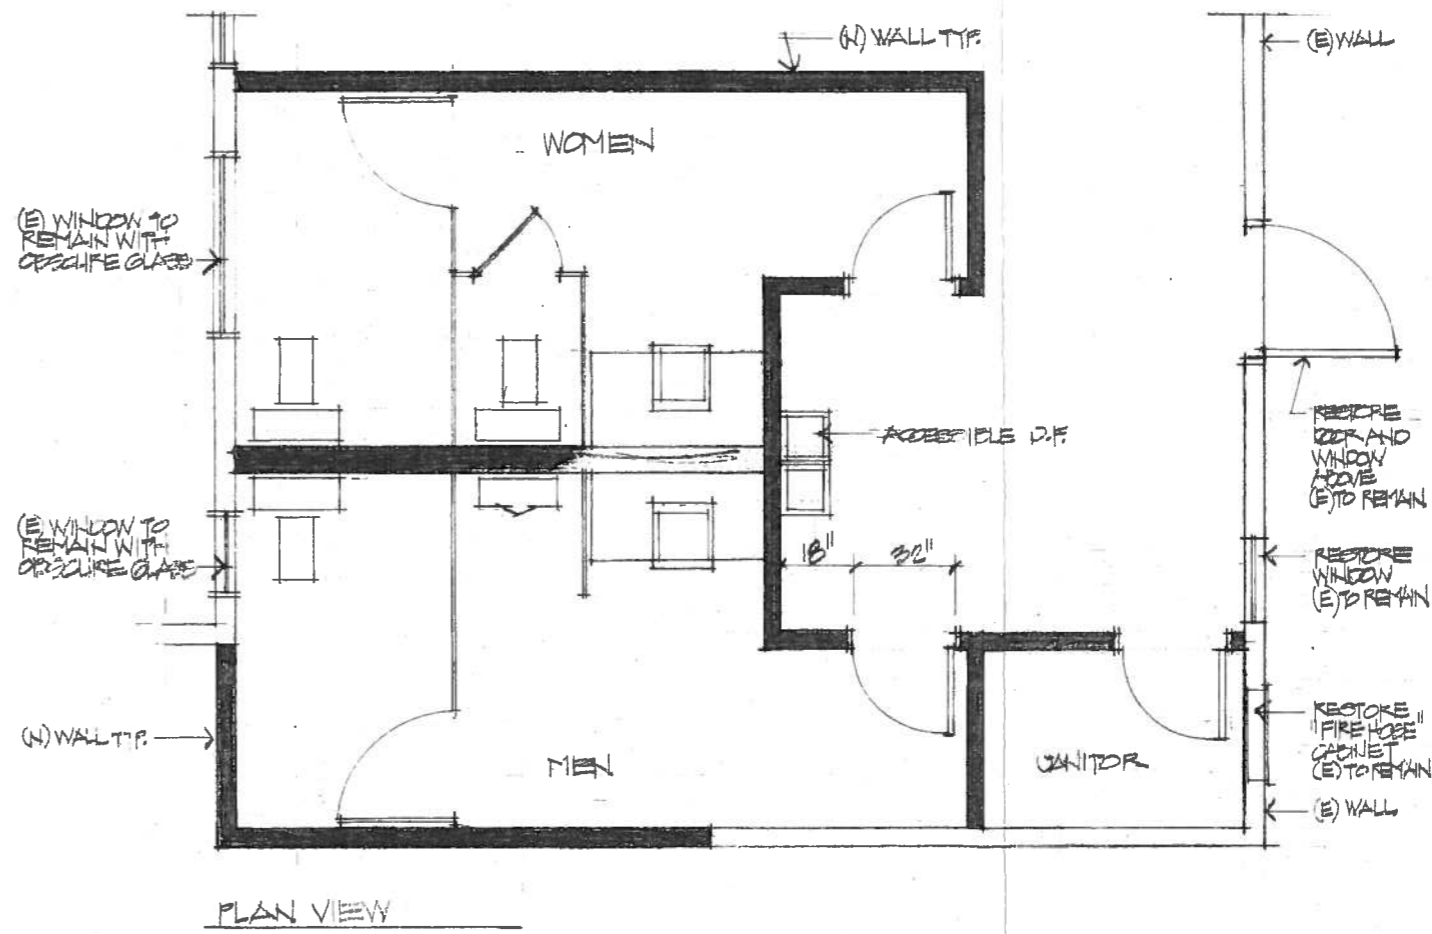 (N) WALL TYP.
(E) WALL
WOMEN
(E) WINDOW TO
REMAIN WITH
OBSCURE GLASS
ACCESSIBLE D.F.
RESTORE
DOOR AND
WINDOW
ABOVE
(E) TO REMAIN
(E) WINDOW TO
REMAIN WITH
OBSCURE GLASS
18"
32"
RESTORE
WINDOW
(E) TO REMAIN
(N) WALL TYP.
MEN
JANITOR
RESTORE
"FIRE HOSE"
CABINET
(E) TO REMAIN
(E) WALL
PLAN VIEW